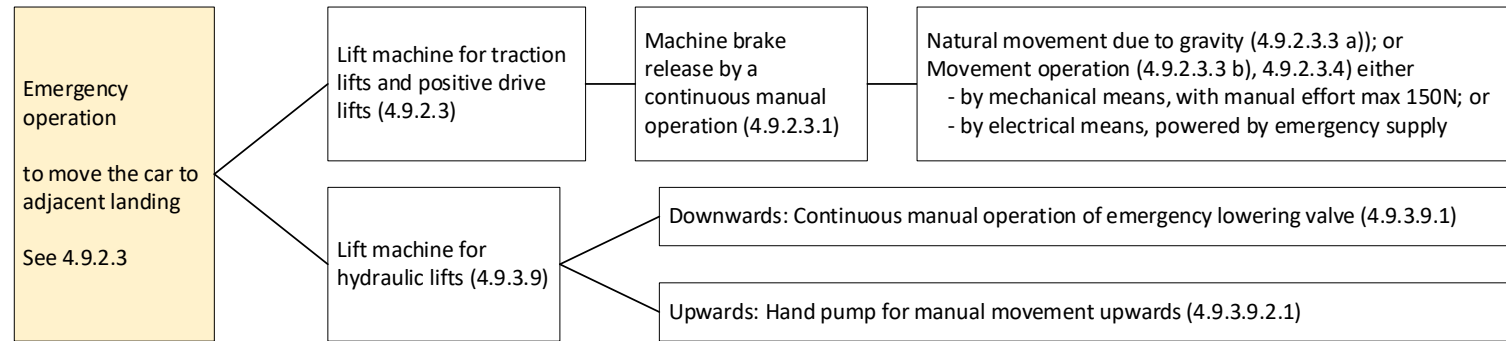 Emergency
operation
to move the car to
adjacent landing
See 4.9.2.3
Lift machine for traction
lifts and positive drive
lifts (4.9.2.3)
Machine brake
release by a
continuous manual
operation (4.9.2.3.1)
Natural movement due to gravity (4.9.2.3.3 a)); or
Movement operation (4.9.2.3.3 b), 4.9.2.3.4) either
- by mechanical means, with manual effort max 150N; or
- by electrical means, powered by emergency supply
Lift machine for
hydraulic lifts (4.9.3.9)
Downwards: Continuous manual operation of emergency lowering valve (4.9.3.9.1)
Upwards: Hand pump for manual movement upwards (4.9.3.9.2.1)